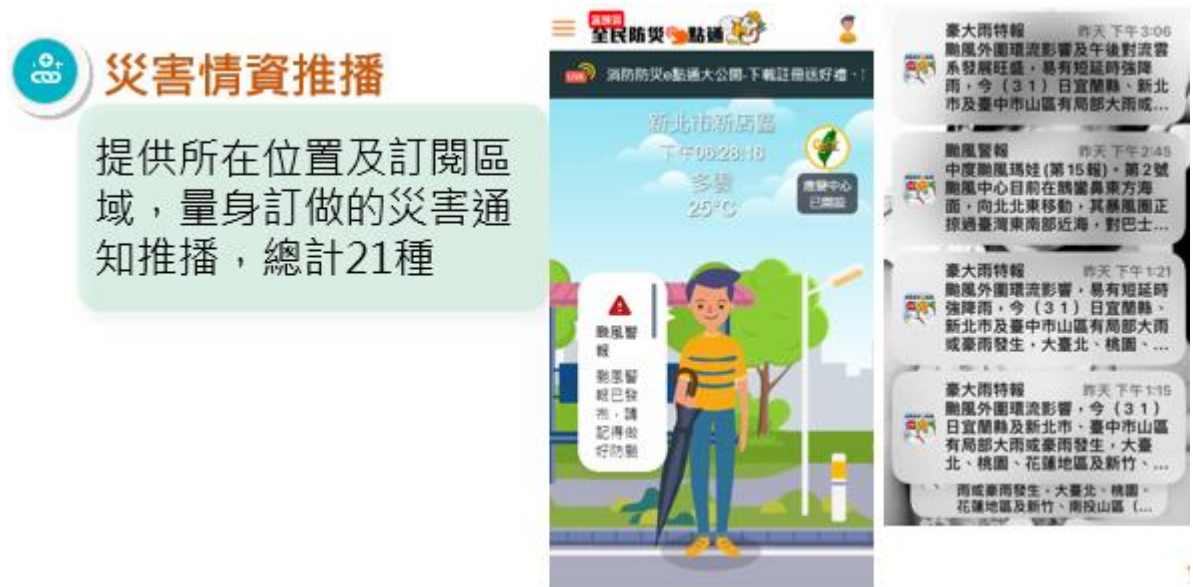 災害情資推播
提供所在位置及訂閱區
域，量身訂做的災害通
知推播，總計21種
消防署
全民防災e點通
LIVE 消防防災e點通大公開-下載註冊送好禮、
新北市新店區
下午06:28:16
多雲
25°C
應變中心
已開設
颱風警
報
颱風警
報已發
布，請
記得做
好防颱
豪大雨特報 昨天 下午3:06
颱風外圍環流影響及午後對流雲
系發展旺盛，易有短延時強降
雨，今（31）日宜蘭縣、新北
市及臺中市山區有局部大雨或...
颱風警報 昨天 下午2:45
中度颱風瑪娃(第15報)。第2號
颱風中心目前在鵝鑾鼻東方海
面，向北北東移動，其暴風圈正
掠過臺灣東南部近海，對巴士...
豪大雨特報 昨天 下午1:21
颱風外圍環流影響，易有短延時
強降雨，今（31）日宜蘭縣、
新北市及臺中市山區有局部大雨
或豪雨發生，大臺北、桃園、...
豪大雨特報 昨天 下午1:15
颱風外圍環流影響，今（31）
日宜蘭縣及新北市、臺中市山區
有局部大雨或豪雨發生，大臺
北、桃園、花蓮地區及新竹、...
雨或豪雨發生，大臺北、桃園、
花蓮地區及新竹、南投山區（...